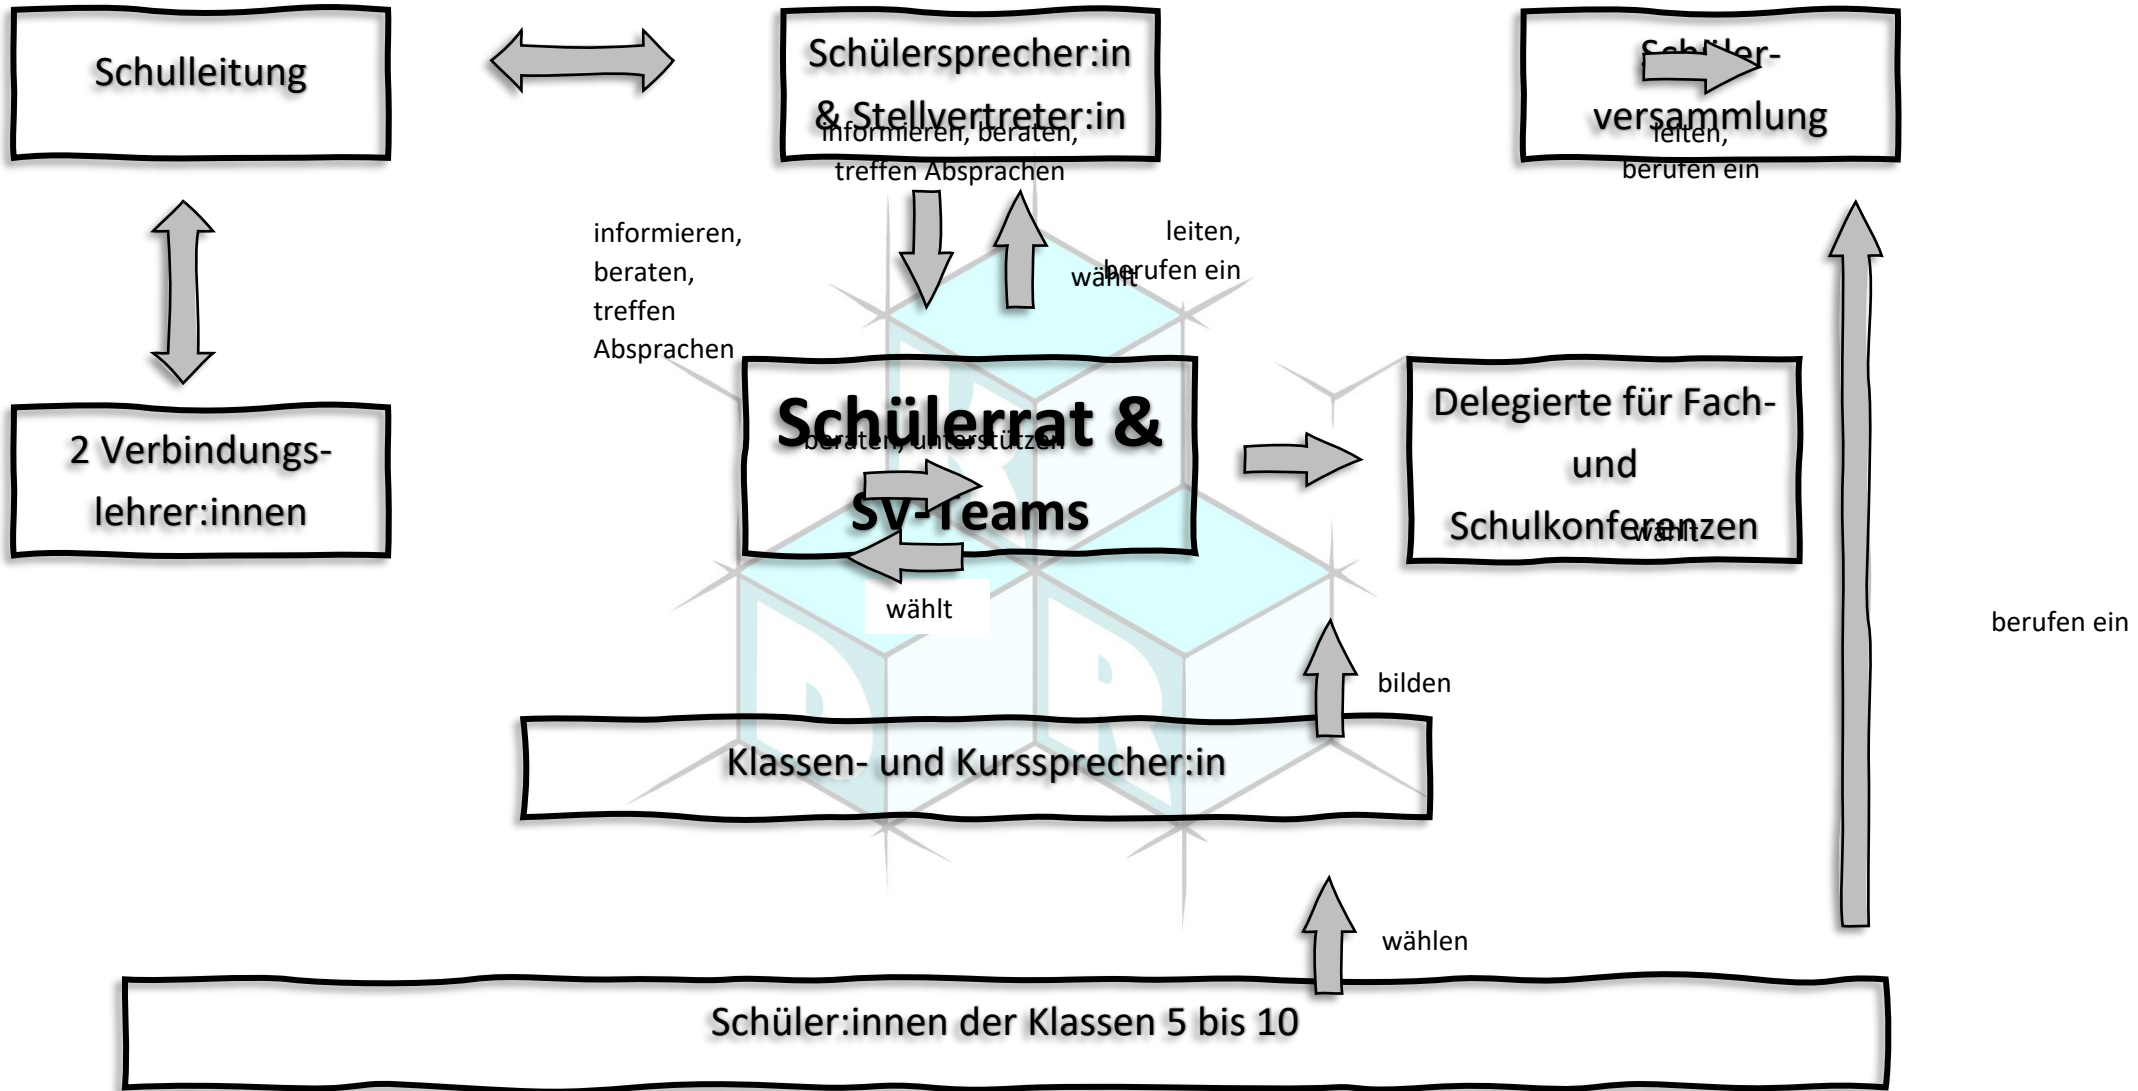 Schulleitung
Schülersprecher:in
& Stellvertreter:in
Schüler-
versammlung
informieren, beraten,
treffen Absprachen
leiten,
berufen ein
informieren,
beraten,
treffen
Absprachen
leiten,
berufen ein
wählt
2 Verbindungs-
lehrer:innen
Schülerrat &
SV-Teams
beraten, unterstützen
wählt
Delegierte für Fach-
und
Schulkonferenzen
wählt
berufen ein
bilden
Klassen- und Kurssprecher:in
wählen
Schüler:innen der Klassen 5 bis 10
R
D
R